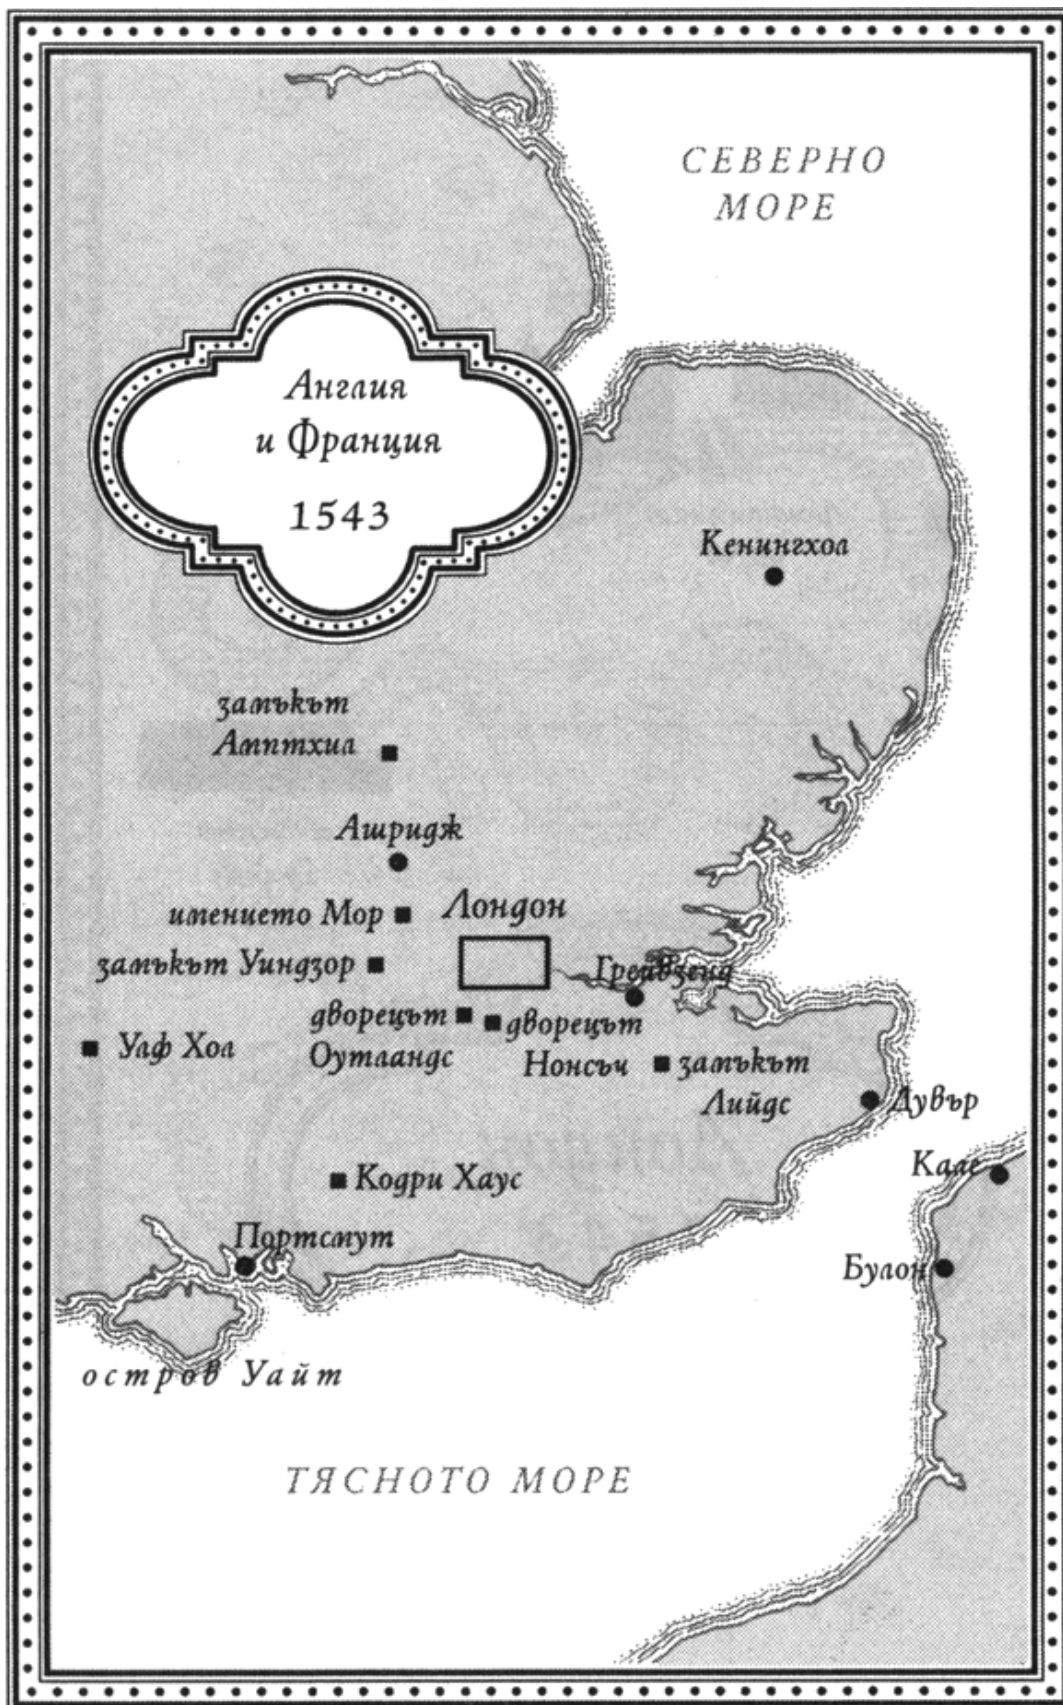 СЕВЕРНО
МОРЕ
Англия
и Франция
1543
Кенингхол
замъкът
Амптхил
Ашридж
имението Мор
Лондон
замъкът Уиндзор
Грейвзенд
дворецът
Оутландс
дворецът
Нонсъч
Улф Хол
замъкът
Лийдс
Дувър
Кале
Кодри Хаус
Портсмут
Булон
остров Уайт
ТЯСНОТО МОРЕ